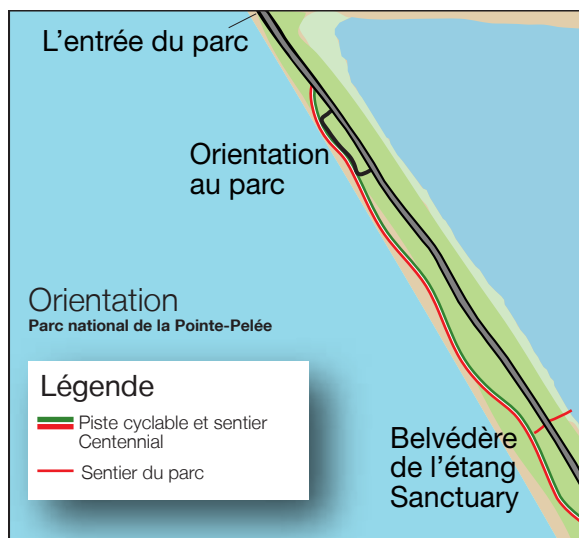 L'entrée du parc
Orientation
au parc
Orientation
Parc national de la Pointe-Pelée
Légende
Piste cyclable et sentier
Centennial
Sentier du parc
Belvédère
de l'étang
Sanctuary